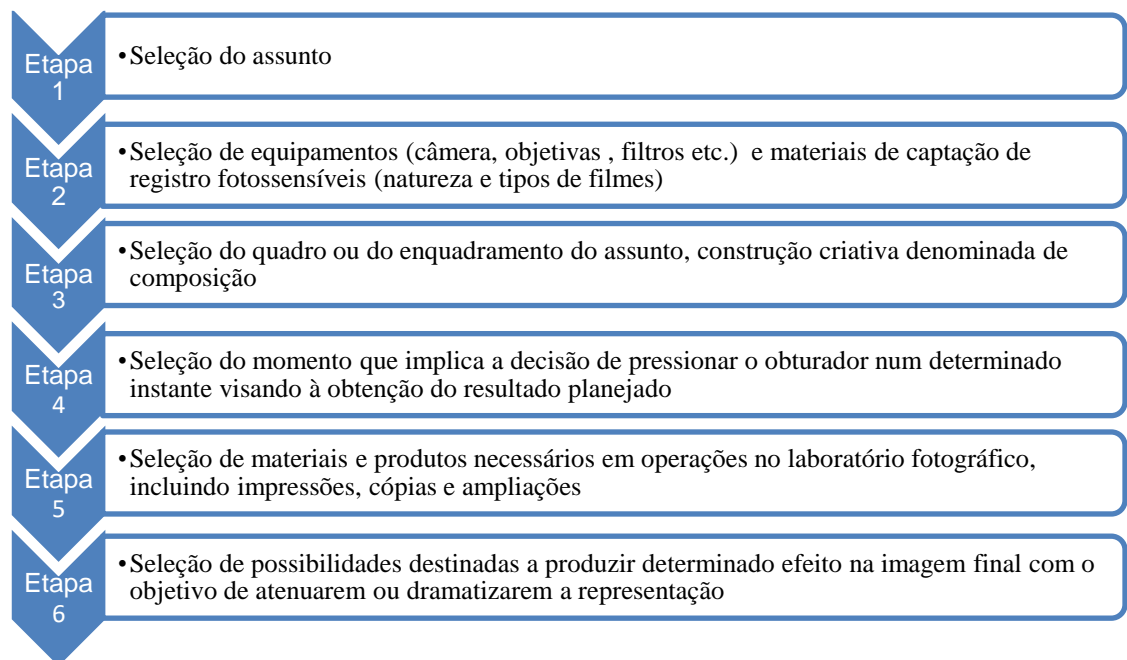 Etapa
1
•Seleção do assunto
Etapa
2
•Seleção de equipamentos (câmera, objetivas , filtros etc.) e materiais de captação de
registro fotossensíveis (natureza e tipos de filmes)
Etapa
3
•Seleção do quadro ou do enquadramento do assunto, construção criativa denominada de
composição
Etapa
4
•Seleção do momento que implica a decisão de pressionar o obturador num determinado
instante visando à obtenção do resultado planejado
Etapa
5
•Seleção de materiais e produtos necessários em operações no laboratório fotográfico,
incluindo impressões, cópias e ampliações
Etapa
6
•Seleção de possibilidades destinadas a produzir determinado efeito na imagem final com o
objetivo de atenuarem ou dramatizarem a representação